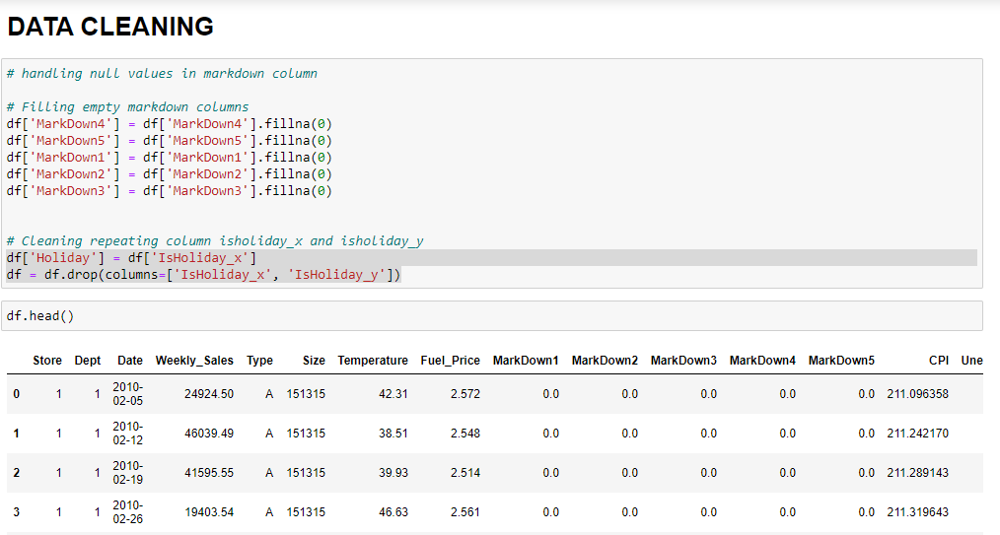 DATA CLEANING
# handling null values in markdown column
# Filling empty markdown columns
df['MarkDown4'] = df['MarkDown4'].fillna(0)
df['MarkDown5'] = df['MarkDown5'].fillna(0)
df['MarkDown1'] = df['MarkDown1'].fillna(0)
df['MarkDown2'] = df['MarkDown2'].fillna(0)
df['MarkDown3'] = df['MarkDown3'].fillna(0)
# Cleaning repeating column isholiday_x and isholiday_y
df['Holiday'] = df['IsHoliday_x']
df = df.drop(columns=['IsHoliday_x', 'IsHoliday_y'])
df.head()
Store Dept Date Weekly_Sales Type Size Temperature Fuel_Price MarkDown1 MarkDown2 MarkDown3 MarkDown4 MarkDown5 CPI Une
0 1 1 2010-
02-05 24924.50 A 151315 42.31 2.572 0.0 0.0 0.0 0.0 0.0 211.096358
1 1 1 2010-
02-12 46039.49 A 151315 38.51 2.548 0.0 0.0 0.0 0.0 0.0 211.242170
2 1 1 2010-
02-19 41595.55 A 151315 39.93 2.514 0.0 0.0 0.0 0.0 0.0 211.289143
3 1 1 2010-
02-26 19403.54 A 151315 46.63 2.561 0.0 0.0 0.0 0.0 0.0 211.319643